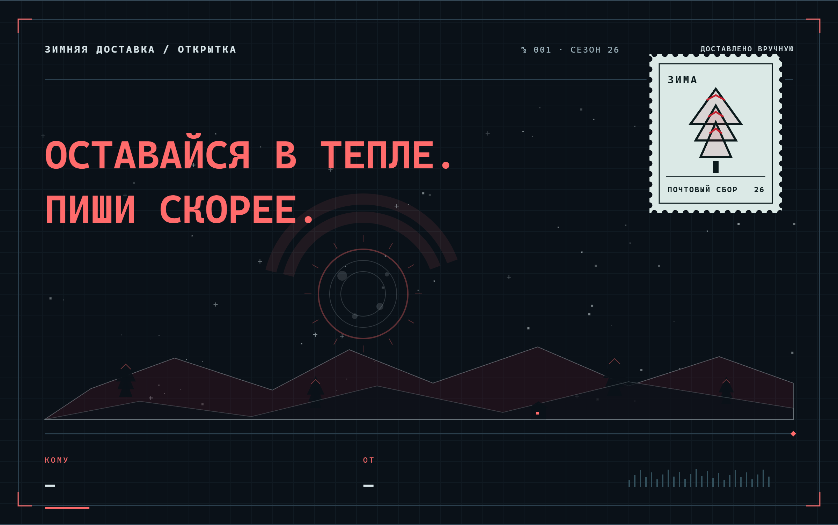 ЗИМНЯЯ ДОСТАВКА / ОТКРЫТКА
№ 001 · СЕЗОН 26
ДОСТАВЛЕНО ВРУЧНУЮ
ЗИМА
ПОЧТОВЫЙ СБОР 26
ОСТАВАЙСЯ В ТЕПЛЕ.
ПИШИ СКОРЕЕ.
КОМУ
—
ОТ
—